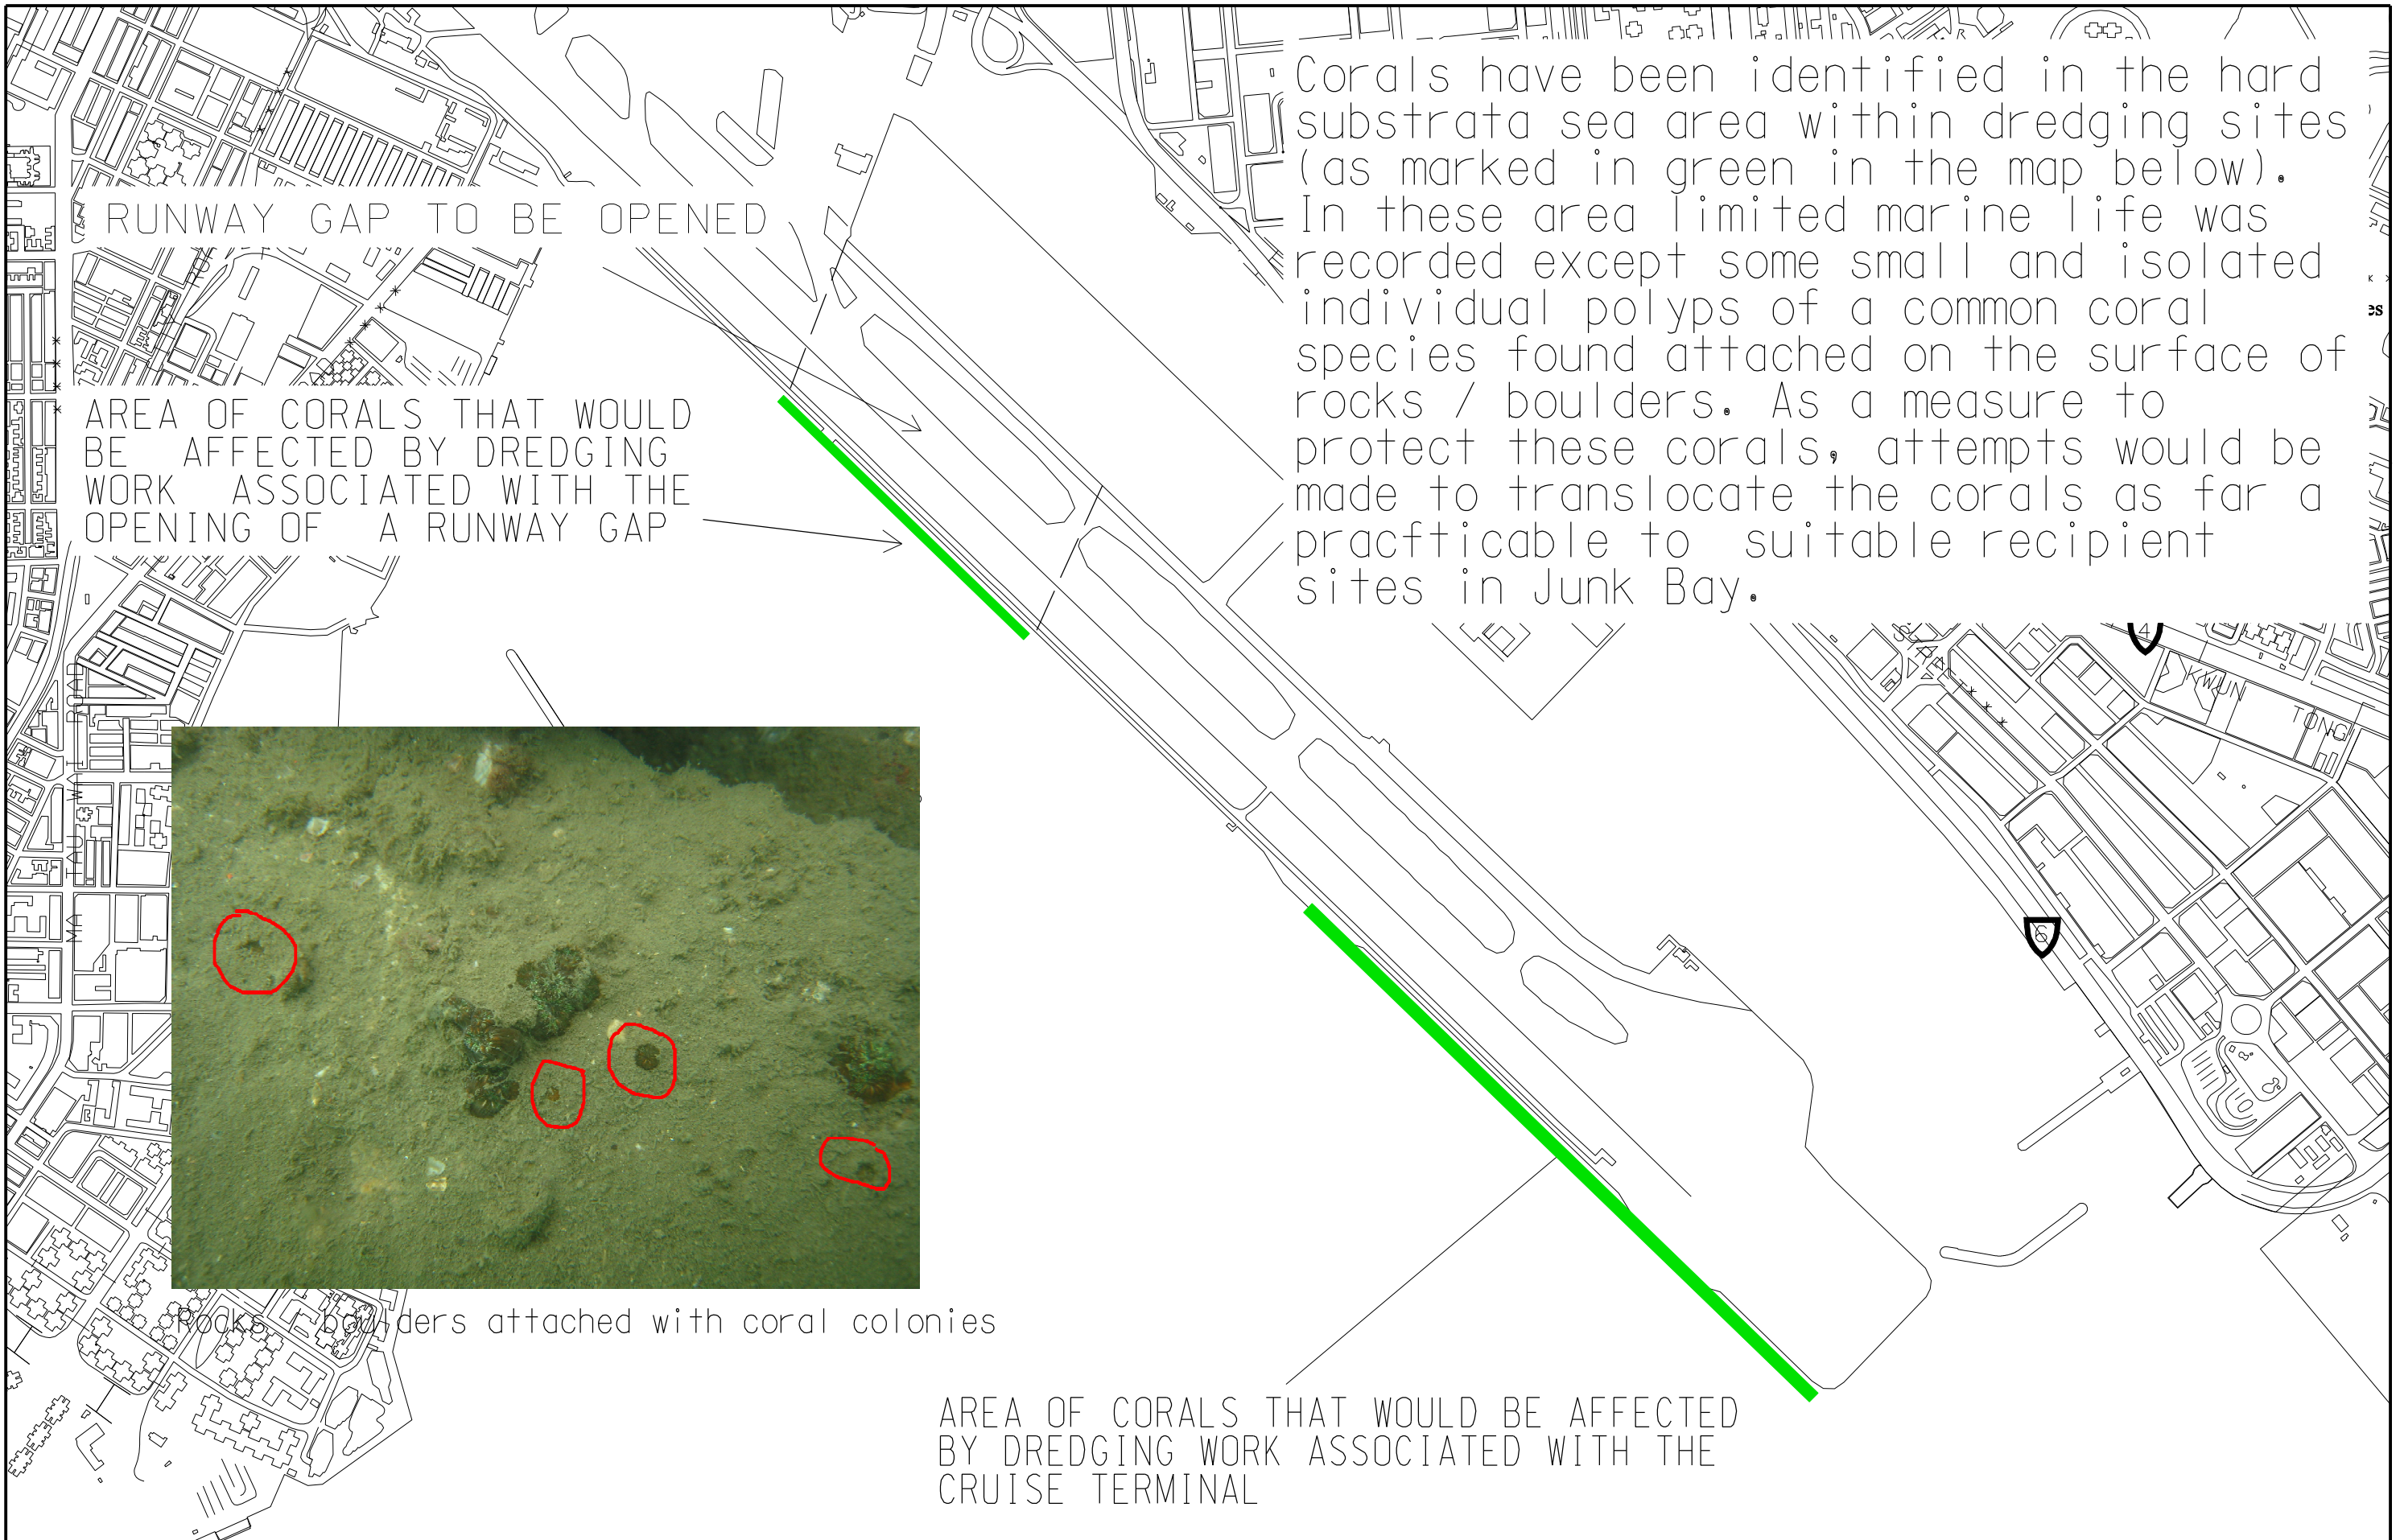 Corals have been identified in the hard
substrata sea area within dredging sites
(as marked in green in the map below).
In these area limited marine life was
recorded except some small and isolated
individual polyps of a common coral
species found attached on the surface of
rocks / boulders. As a measure to
protect these corals, attempts would be
made to translocate the corals as far a
pracfticable to suitable recipient
sites in Junk Bay.
RUNWAY GAP TO BE OPENED
AREA OF CORALS THAT WOULD
BE AFFECTED BY DREDGING
WORK ASSOCIATED WITH THE
OPENING OF A RUNWAY GAP
4
KWUN
TONG
MA TAU WAI ROAD
6
Rocks / boulders attached with coral colonies
AREA OF CORALS THAT WOULD BE AFFECTED
BY DREDGING WORK ASSOCIATED WITH THE
CRUISE TERMINAL